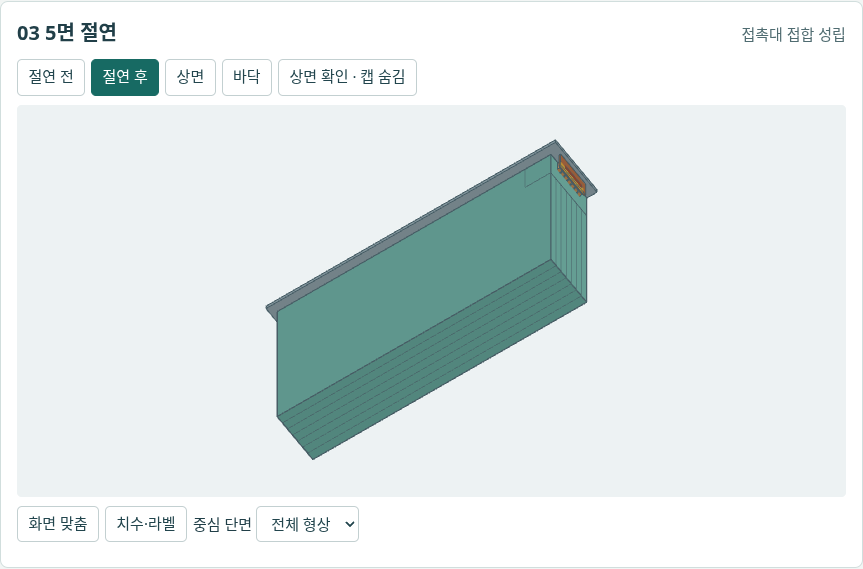 03 5면 절연
접촉대 접합 성립
절연 전
절연 후
상면
바닥
상면 확인 · 캡 숨김
화면 맞춤
치수·라벨
중심 단면
전체 형상